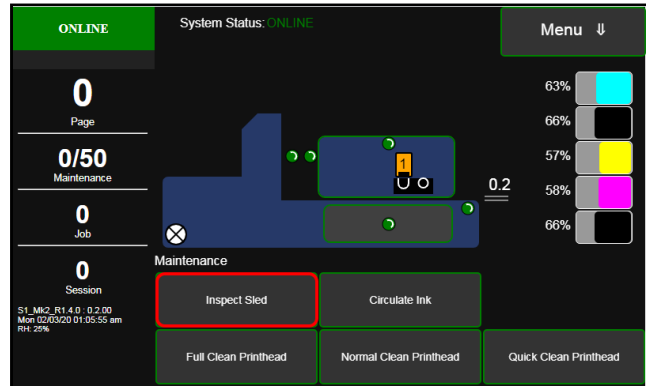 ONLINE
System Status: ONLINE
Menu ⇓
0
Page
0/50
Maintenance
0
Job
0
Session
S1_Mk2_R1.4.0 : 0.2.00
Mon 02/03/20 01:05:55 am
RH: 25%
1
0.2
63%
66%
57%
58%
66%
Maintenance
Inspect Sled
Circulate Ink
Full Clean Printhead
Normal Clean Printhead
Quick Clean Printhead